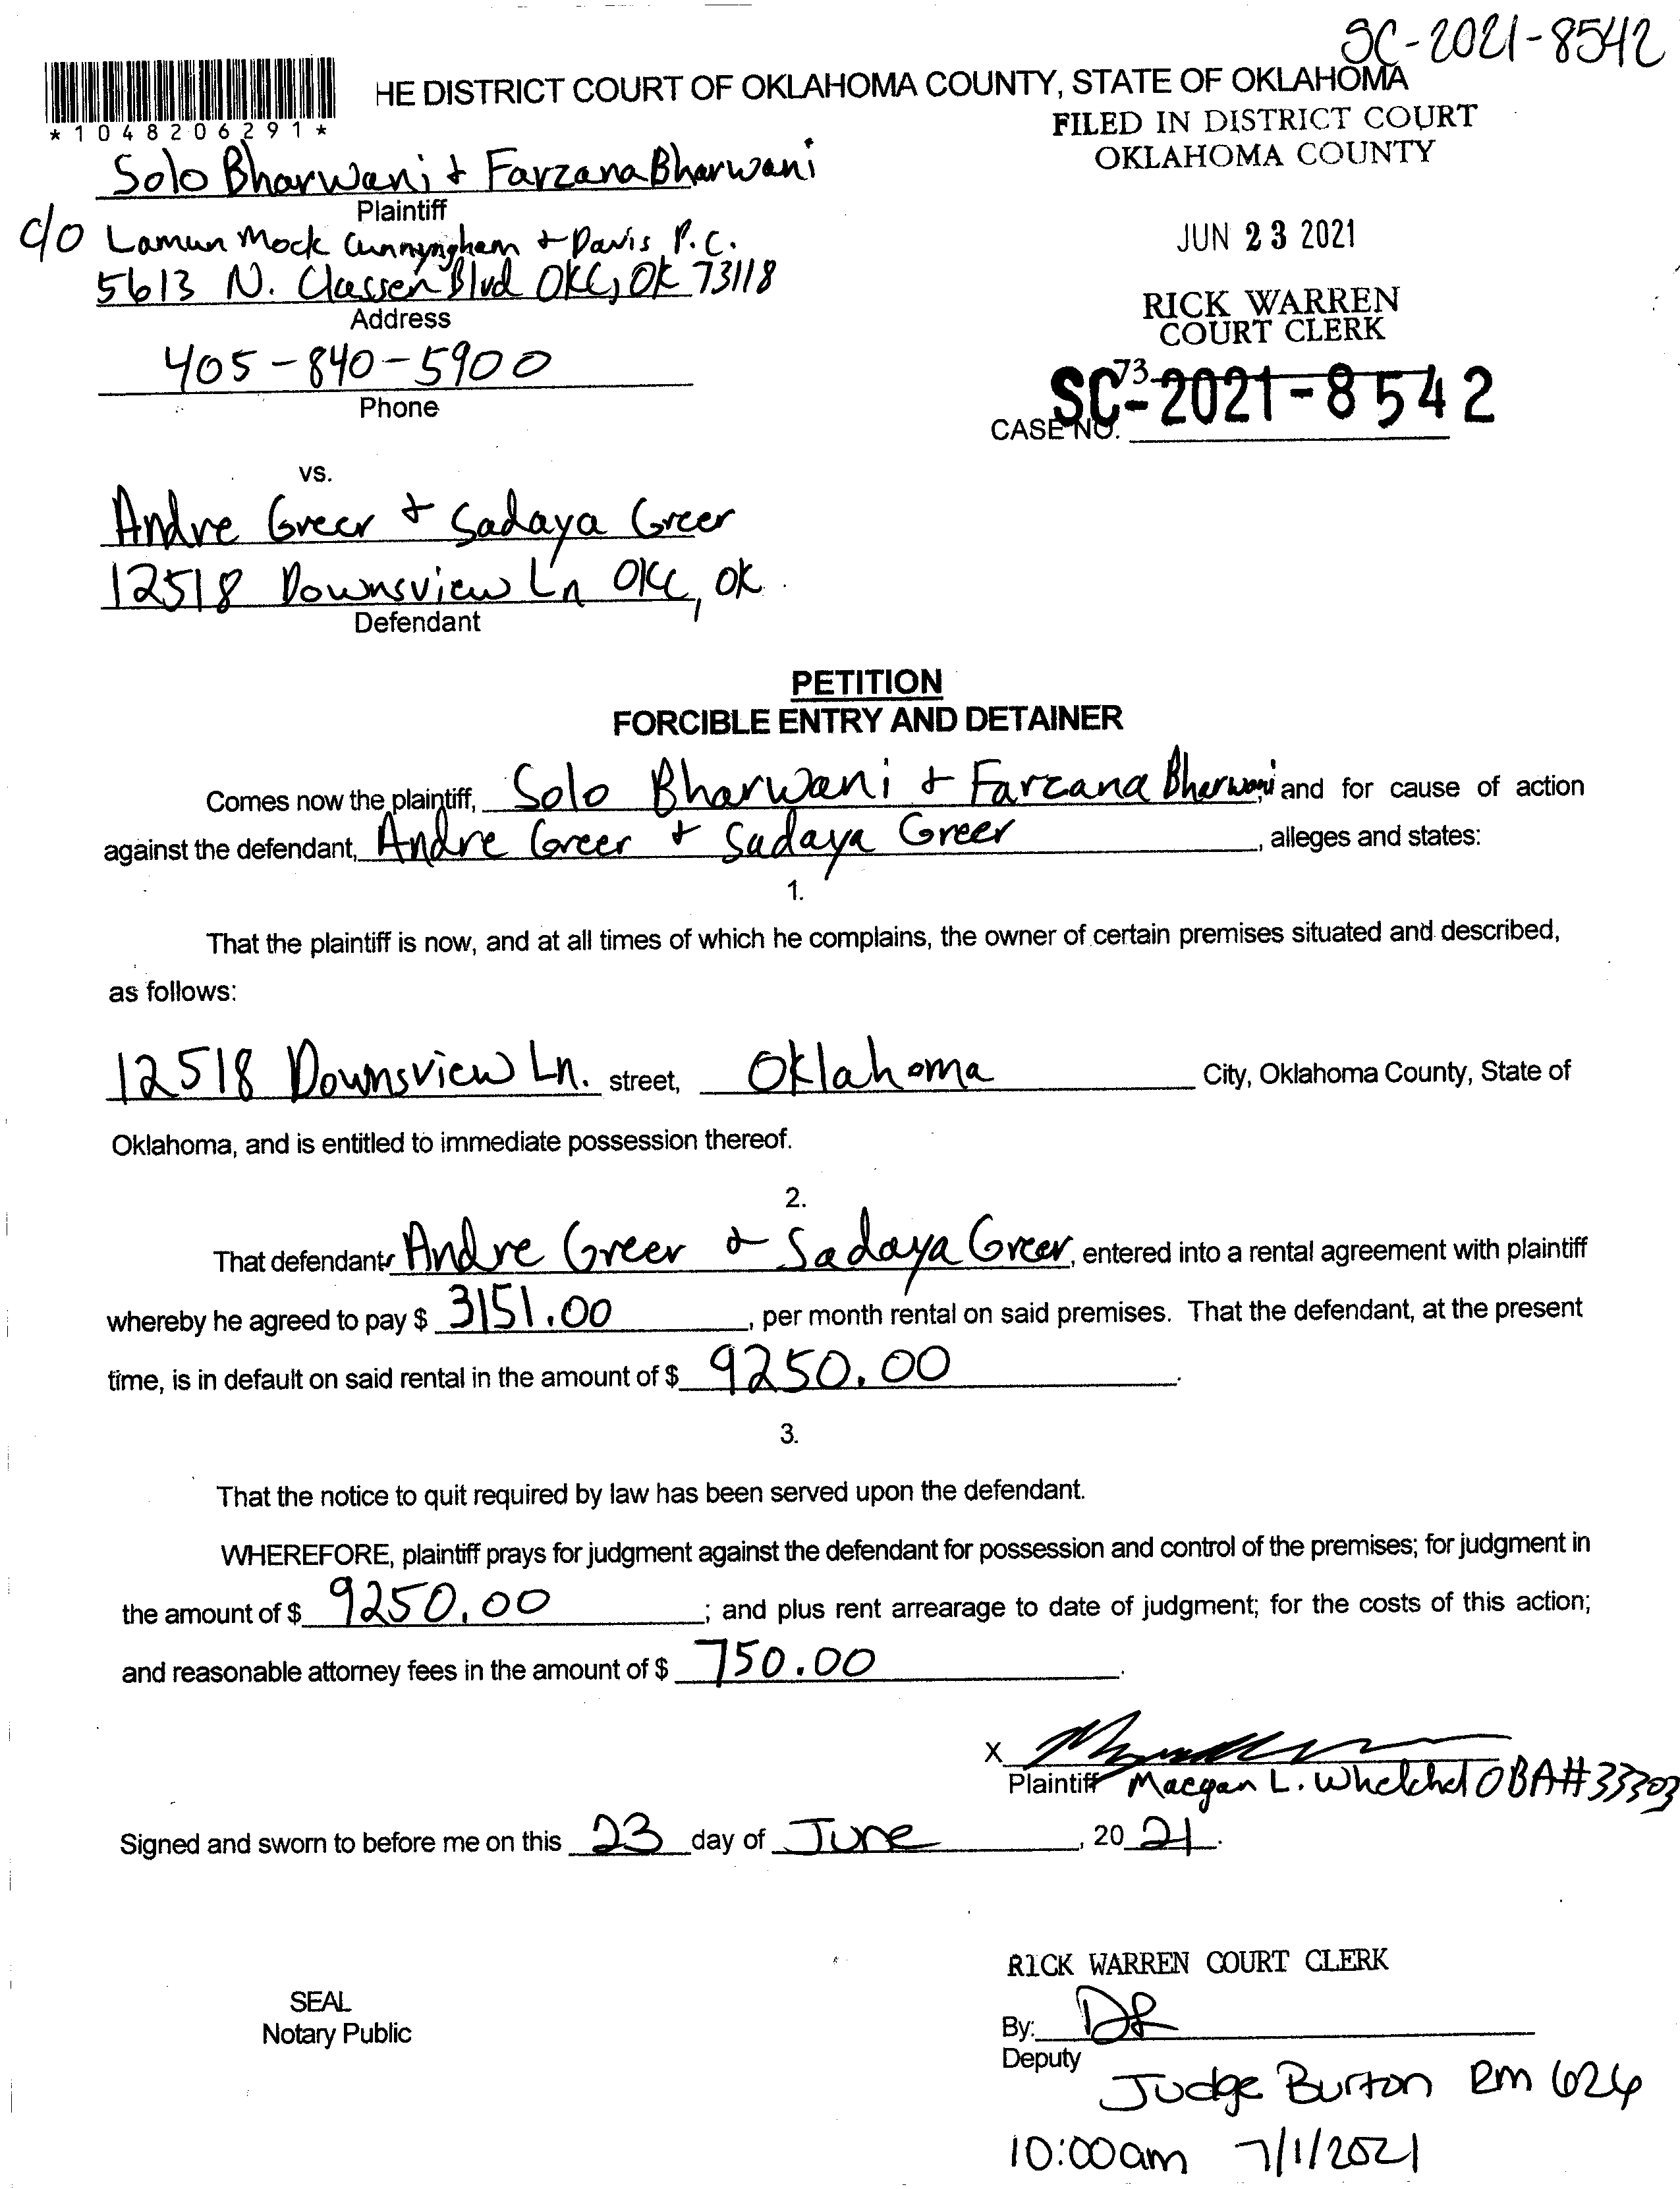 SC-2021-8542
HE DISTRICT COURT OF OKLAHOMA COUNTY, STATE OF OKLAHOMA
*1048206291*
FILED IN DISTRICT COURT
OKLAHOMA COUNTY
Solo Bharwani + Farzana Bharwani
Plaintiff
c/o Lamun Mock Cunnyngham + Davis P.C.
JUN 23 2021
5613 N. Classen Blvd OKC, OK 73118
Address
RICK WARREN
COURT CLERK
405-840-5900
Phone
73
CASE NO. SC-2021-8542
vs.
Andre Greer + Sadaya Greer
12518 Downsview Ln OKC, OK
Defendant
PETITION
FORCIBLE ENTRY AND DETAINER
Comes now the plaintiff, Solo Bharwani + Farzana Bharwani and for cause of action
against the defendant, Andre Greer + Sadaya Greer, alleges and states:
1.
That the plaintiff is now, and at all times of which he complains, the owner of certain premises situated and described,
as follows:
12518 Downsview Ln. street, Oklahoma City, Oklahoma County, State of
Oklahoma, and is entitled to immediate possession thereof.
2.
That defendants Andre Greer + Sadaya Greer, entered into a rental agreement with plaintiff
whereby he agreed to pay $ 3151.00, per month rental on said premises. That the defendant, at the present
time, is in default on said rental in the amount of $ 9250.00.
3.
That the notice to quit required by law has been served upon the defendant.
WHEREFORE, plaintiff prays for judgment against the defendant for possession and control of the premises; for judgment in
the amount of $ 9250.00; and plus rent arrearage to date of judgment; for the costs of this action;
and reasonable attorney fees in the amount of $ 750.00.
X
Plaintiff Maegan L. Whelchel OBA# 33303
Signed and sworn to before me on this 23 day of June, 2021.
RICK WARREN COURT CLERK
SEAL
Notary Public
By: DR
Deputy
Judge Burton Rm 626
10:00am 7/1/2021